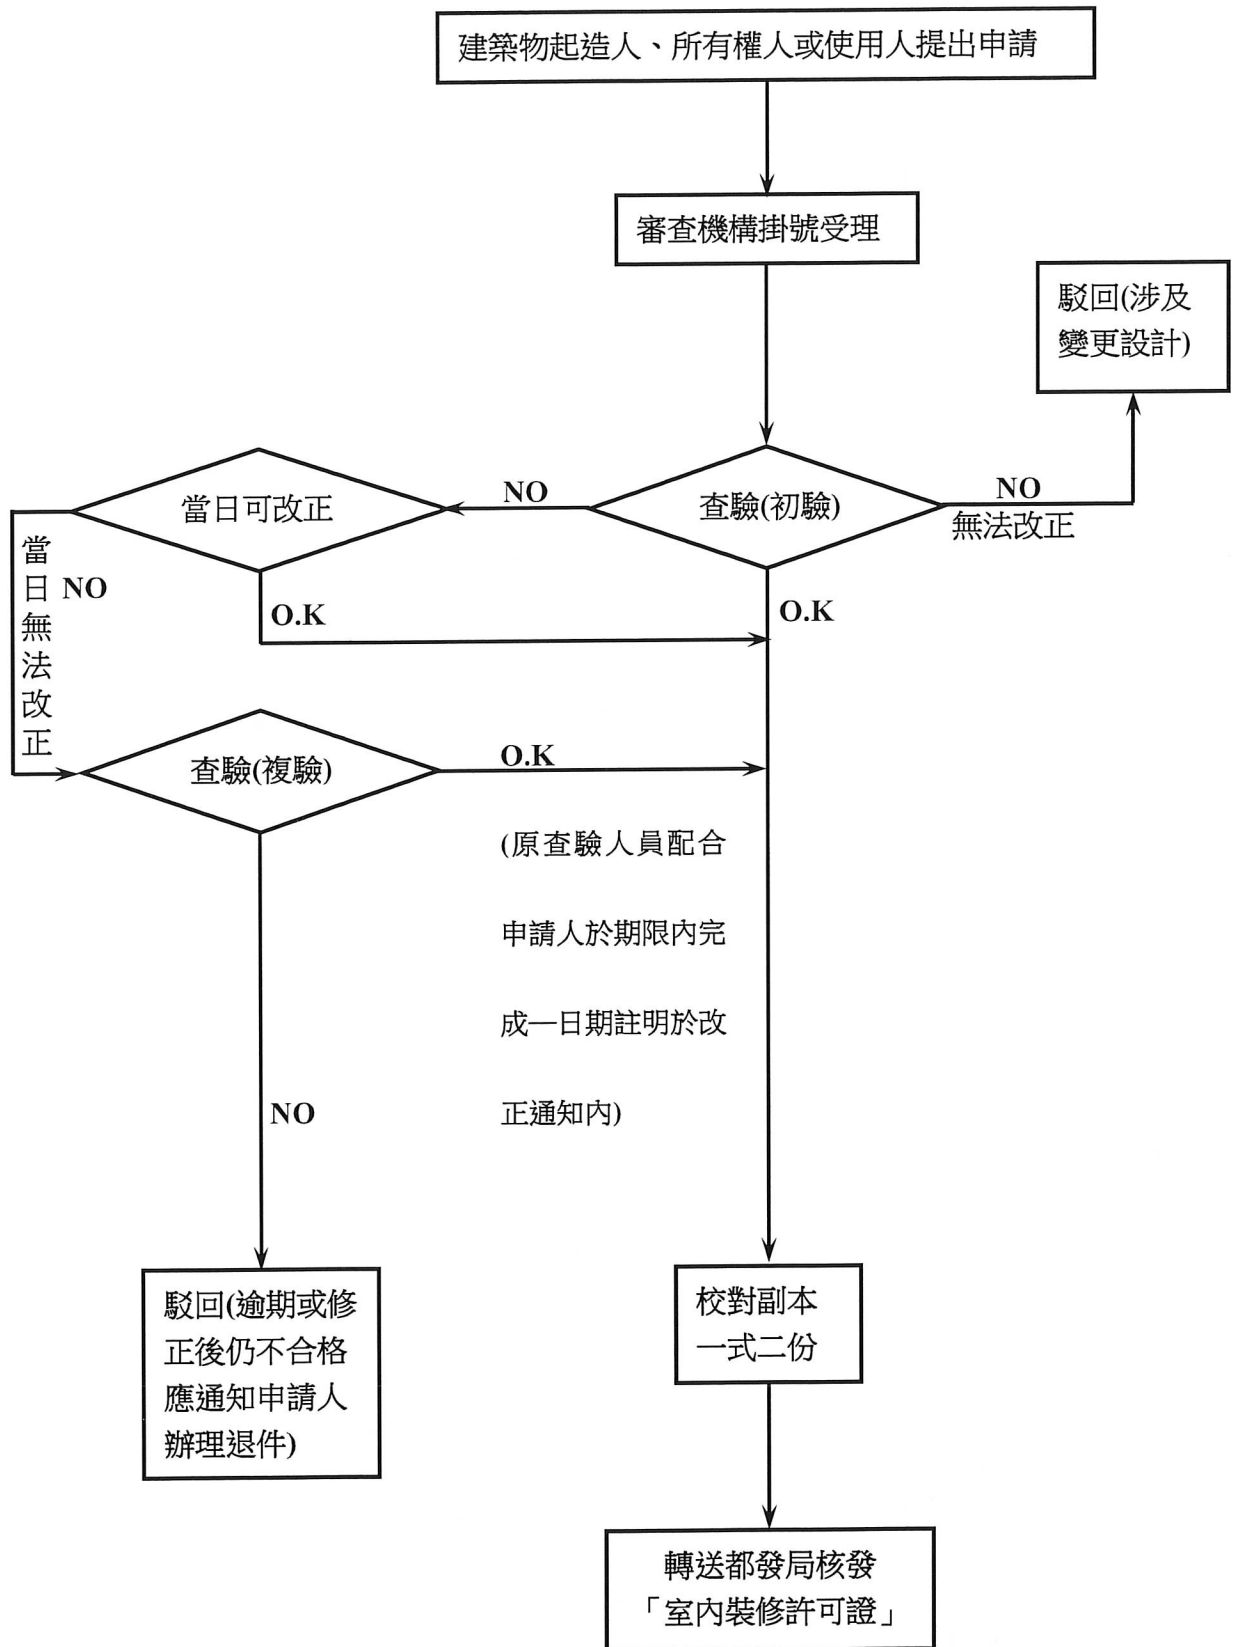 建築物起造人、所有權人或使用人提出申請
審查機構掛號受理
駁回(涉及
變更設計)
當日可改正
NO
查驗(初驗)
NO
無法改正
當日無法改正
NO
O.K
O.K
查驗(複驗)
O.K
(原查驗人員配合
申請人於期限內完
成一日期註明於改
正通知內)
NO
駁回(逾期或修
正後仍不合格
應通知申請人
辦理退件)
校對副本
一式二份
轉送都發局核發
「室內裝修許可證」